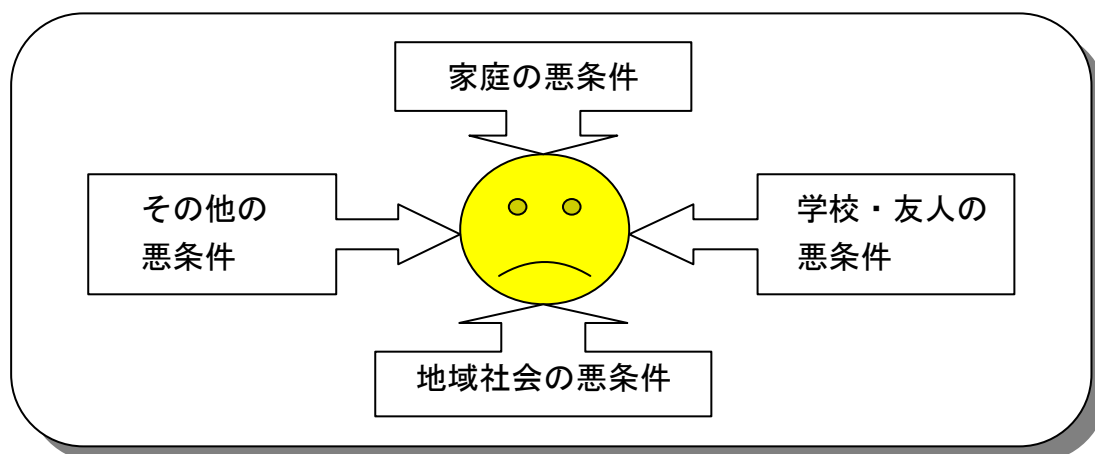 家庭の悪条件
その他の
悪条件
学校・友人の
悪条件
地域社会の悪条件